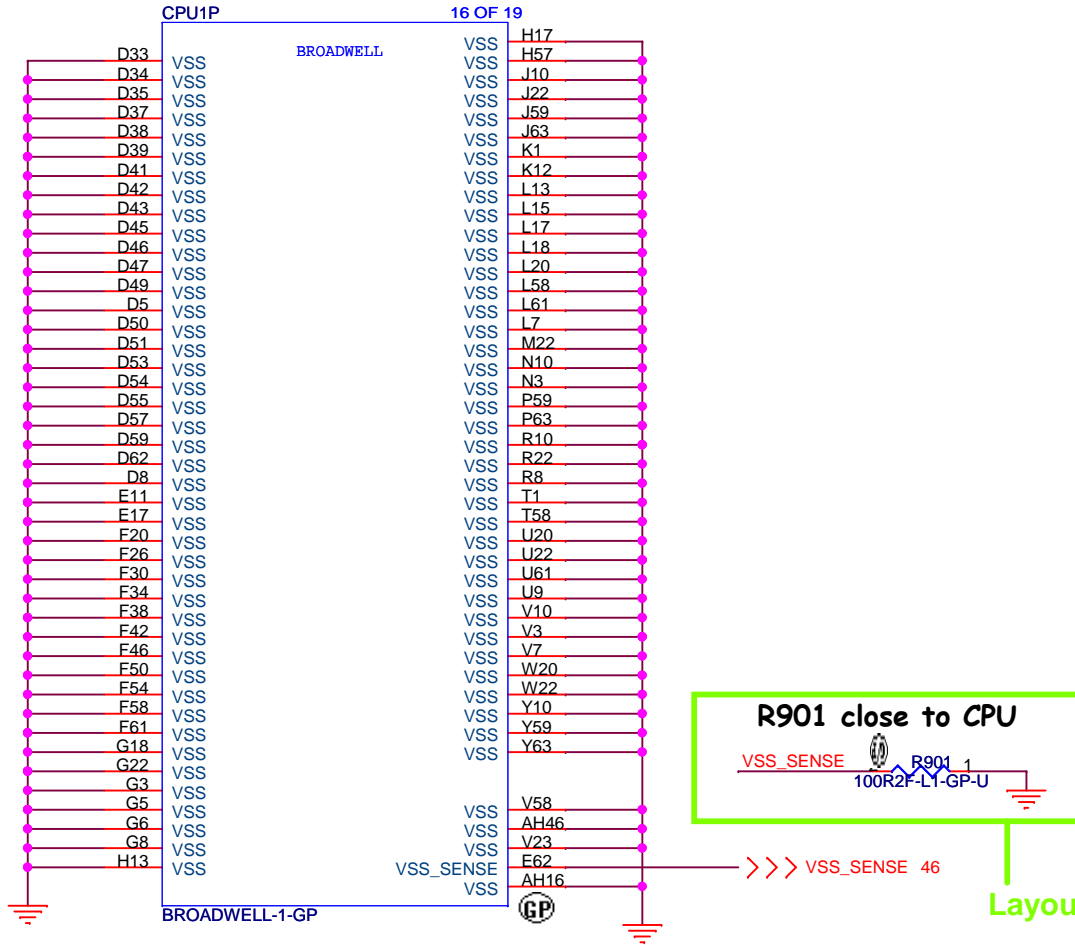 CPU1P 16 OF 19
BROADWELL
VSS H17
D33 VSS VSS H57
D34 VSS VSS J10
D35 VSS VSS J22
D37 VSS VSS J59
D38 VSS VSS J63
D39 VSS VSS K1
D41 VSS VSS K12
D42 VSS VSS L13
D43 VSS VSS L15
D45 VSS VSS L17
D46 VSS VSS L18
D47 VSS VSS L20
D49 VSS VSS L58
D5 VSS VSS L61
D50 VSS VSS L7
D51 VSS VSS M22
D53 VSS VSS N10
D54 VSS VSS N3
D55 VSS VSS P59
D57 VSS VSS P63
D59 VSS VSS R10
D62 VSS VSS R22
D8 VSS VSS R8
E11 VSS VSS T1
E17 VSS VSS T58
F20 VSS VSS U20
F26 VSS VSS U22
F30 VSS VSS U61
F34 VSS VSS U9
F38 VSS VSS V10
F42 VSS VSS V3
F46 VSS VSS V7
F50 VSS VSS W20
F54 VSS VSS W22
F58 VSS VSS Y10
F61 VSS VSS Y59
G18 VSS VSS Y63
G22 VSS
G3 VSS
G5 VSS VSS V58
G6 VSS VSS AH46
G8 VSS VSS V23
H13 VSS VSS_SENSE E62 VSS_SENSE 46
VSS AH16
BROADWELL-1-GP GP
R901 close to CPU
VSS_SENSE 2 R901 1
100R2F-L1-GP-U
Layou